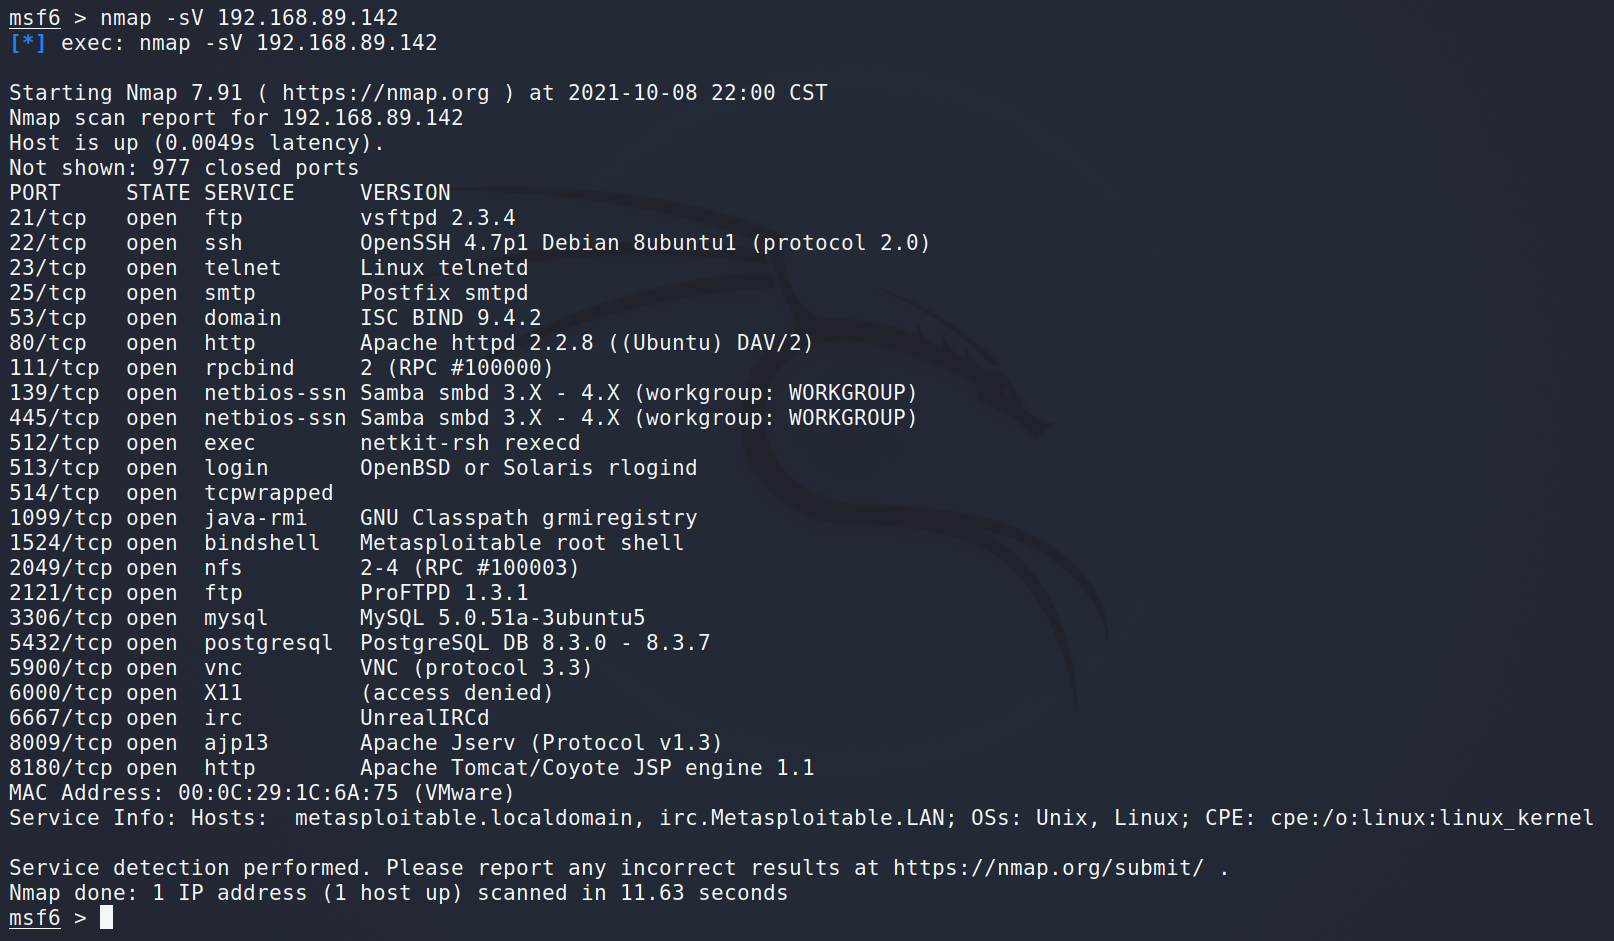 msf6 > nmap -sV 192.168.89.142
[*] exec: nmap -sV 192.168.89.142

Starting Nmap 7.91 ( https://nmap.org ) at 2021-10-08 22:00 CST
Nmap scan report for 192.168.89.142
Host is up (0.0049s latency).
Not shown: 977 closed ports
PORT     STATE SERVICE     VERSION
21/tcp   open  ftp         vsftpd 2.3.4
22/tcp   open  ssh         OpenSSH 4.7p1 Debian 8ubuntu1 (protocol 2.0)
23/tcp   open  telnet      Linux telnetd
25/tcp   open  smtp        Postfix smtpd
53/tcp   open  domain      ISC BIND 9.4.2
80/tcp   open  http        Apache httpd 2.2.8 ((Ubuntu) DAV/2)
111/tcp  open  rpcbind     2 (RPC #100000)
139/tcp  open  netbios-ssn Samba smbd 3.X - 4.X (workgroup: WORKGROUP)
445/tcp  open  netbios-ssn Samba smbd 3.X - 4.X (workgroup: WORKGROUP)
512/tcp  open  exec        netkit-rsh rexecd
513/tcp  open  login       OpenBSD or Solaris rlogind
514/tcp  open  tcpwrapped
1099/tcp open  java-rmi    GNU Classpath grmiregistry
1524/tcp open  bindshell   Metasploitable root shell
2049/tcp open  nfs         2-4 (RPC #100003)
2121/tcp open  ftp         ProFTPD 1.3.1
3306/tcp open  mysql       MySQL 5.0.51a-3ubuntu5
5432/tcp open  postgresql  PostgreSQL DB 8.3.0 - 8.3.7
5900/tcp open  vnc         VNC (protocol 3.3)
6000/tcp open  X11         (access denied)
6667/tcp open  irc         UnrealIRCd
8009/tcp open  ajp13       Apache Jserv (Protocol v1.3)
8180/tcp open  http        Apache Tomcat/Coyote JSP engine 1.1
MAC Address: 00:0C:29:1C:6A:75 (VMware)
Service Info: Hosts:  metasploitable.localdomain, irc.Metasploitable.LAN; OSs: Unix, Linux; CPE: cpe:/o:linux:linux_kernel

Service detection performed. Please report any incorrect results at https://nmap.org/submit/ .
Nmap done: 1 IP address (1 host up) scanned in 11.63 seconds
msf6 >